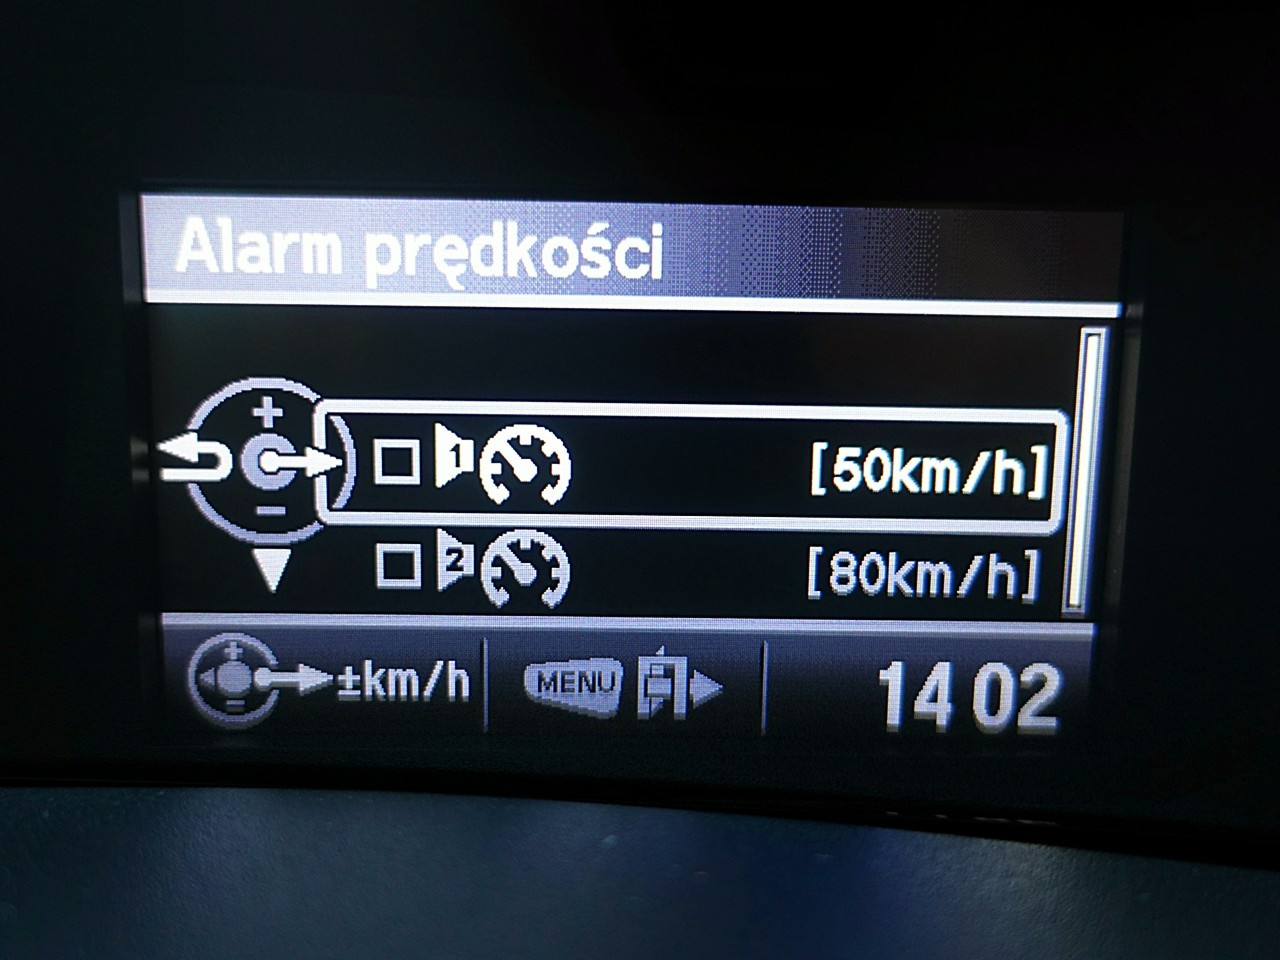 Alarm prędkości
1 [50km/h]
2 [80km/h]
±km/h MENU 14 02